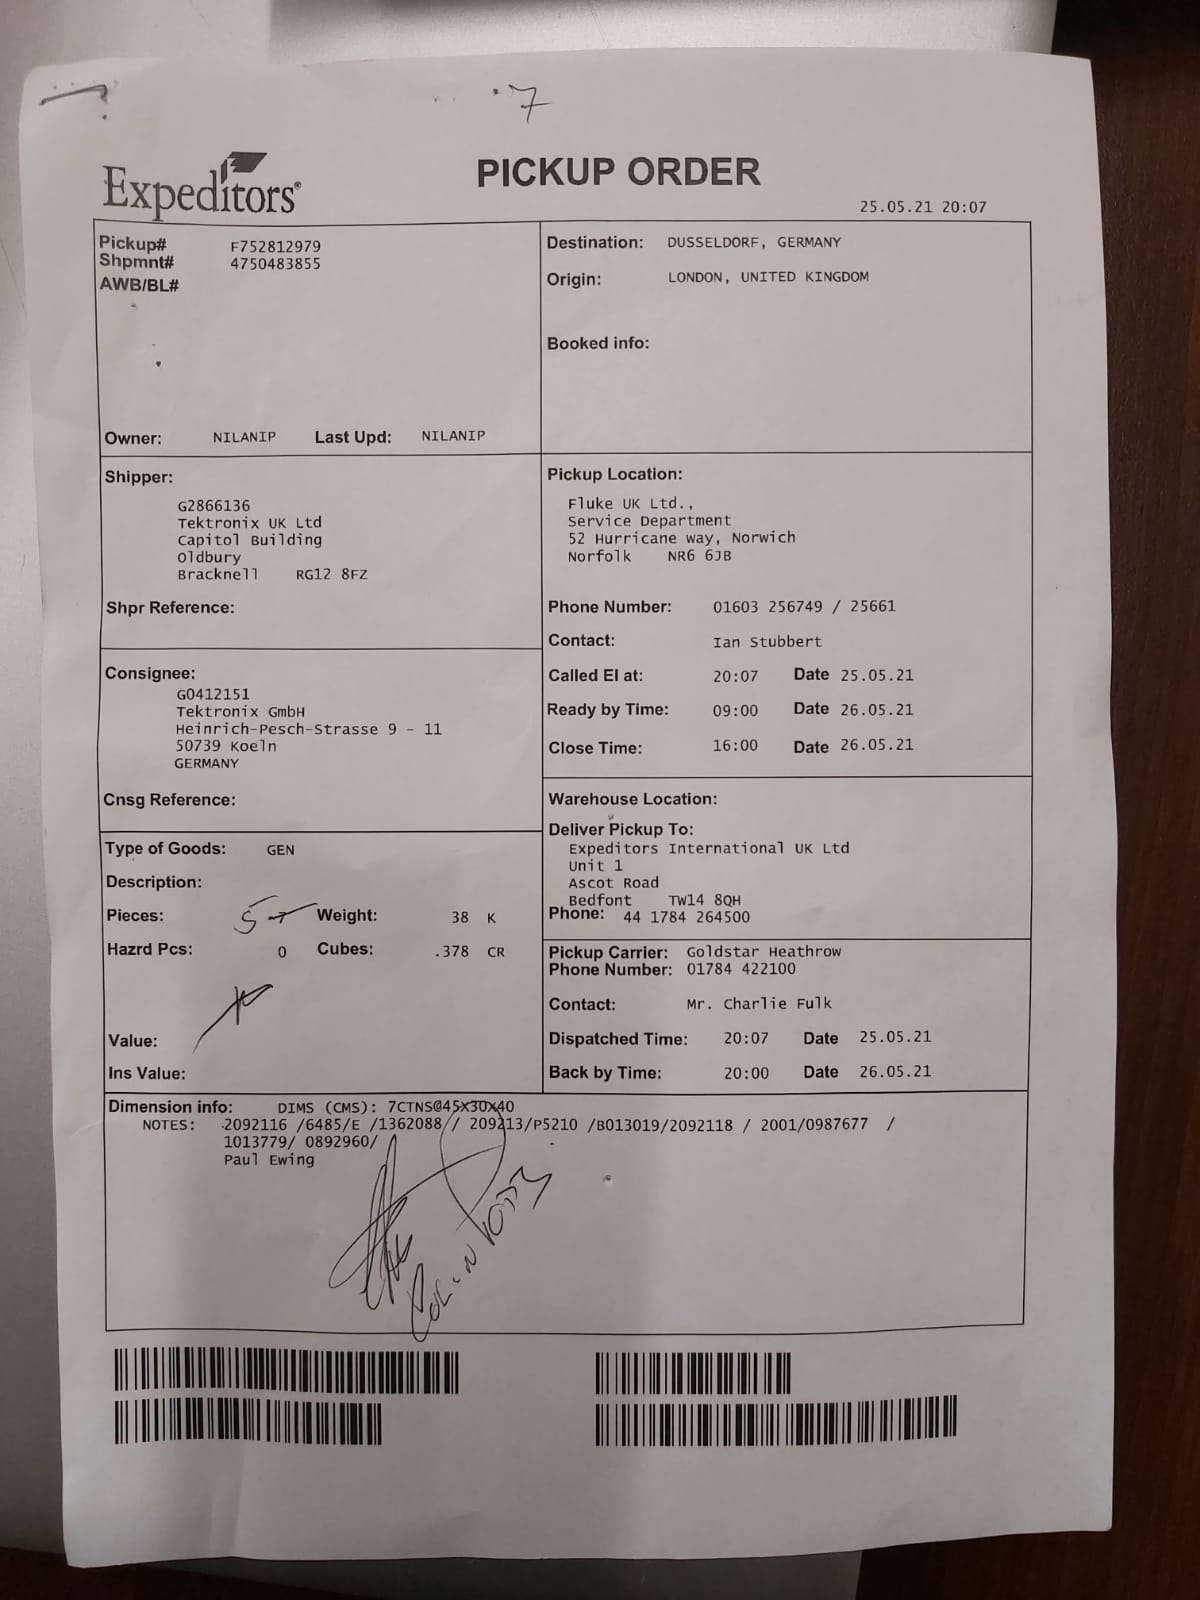 7
Expeditors®
PICKUP ORDER
25.05.21 20:07
Pickup# F752812979
Shpmnt# 4750483855
AWB/BL#
Owner: NILANIP Last Upd: NILANIP
Destination: DUSSELDORF, GERMANY
Origin: LONDON, UNITED KINGDOM
Booked info:
Shipper:
G2866136
Tektronix UK Ltd
Capitol Building
Oldbury
Bracknell RG12 8FZ
Shpr Reference:
Consignee:
G0412151
Tektronix GmbH
Heinrich-Pesch-Strasse 9 - 11
50739 Koeln
GERMANY
Cnsg Reference:
Type of Goods: GEN
Description:
Pieces: 5 7 Weight: 38 K
Hazrd Pcs: 0 Cubes: .378 CR
Value:
Ins Value:
Pickup Location:
Fluke UK Ltd.,
Service Department
52 Hurricane way, Norwich
Norfolk NR6 6JB
Phone Number: 01603 256749 / 25661
Contact: Ian Stubbert
Called EI at: 20:07 Date 25.05.21
Ready by Time: 09:00 Date 26.05.21
Close Time: 16:00 Date 26.05.21
Warehouse Location:
Deliver Pickup To:
Expeditors International UK Ltd
Unit 1
Ascot Road
Bedfont TW14 8QH
Phone: 44 1784 264500
Pickup Carrier: Goldstar Heathrow
Phone Number: 01784 422100
Contact: Mr. Charlie Fulk
Dispatched Time: 20:07 Date 25.05.21
Back by Time: 20:00 Date 26.05.21
Dimension info: DIMS (CMS): 7CTNS@45X30X40
NOTES: 2092116 /6485/E /1362088 / 209213/P5210 /B013019/2092118 / 2001/0987677 /
1013779/ 0892960/
Paul Ewing